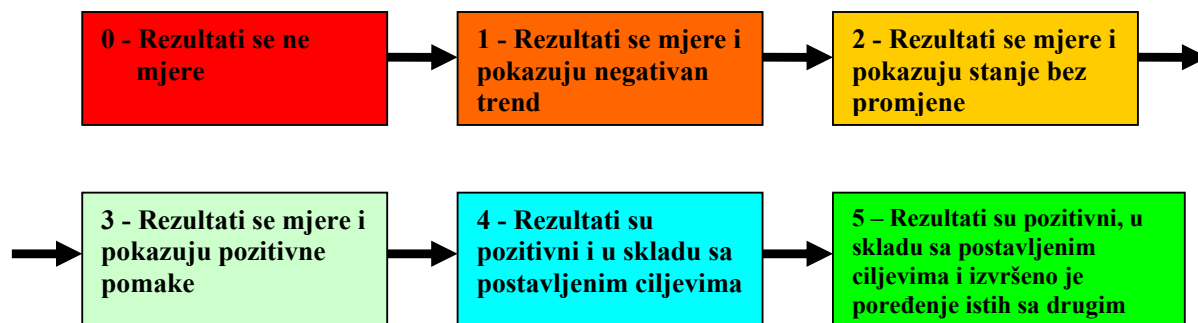 0 - Rezultati se ne
mjere
1 - Rezultati se mjere i
pokazuju negativan
trend
2 - Rezultati se mjere i
pokazuju stanje bez
promjene
3 - Rezultati se mjere i
pokazuju pozitivne
pomake
4 - Rezultati su
pozitivni i u skladu sa
postavljenim ciljevima
5 – Rezultati su pozitivni, u
skladu sa postavljenim
ciljevima i izvršeno je
poređenje istih sa drugim